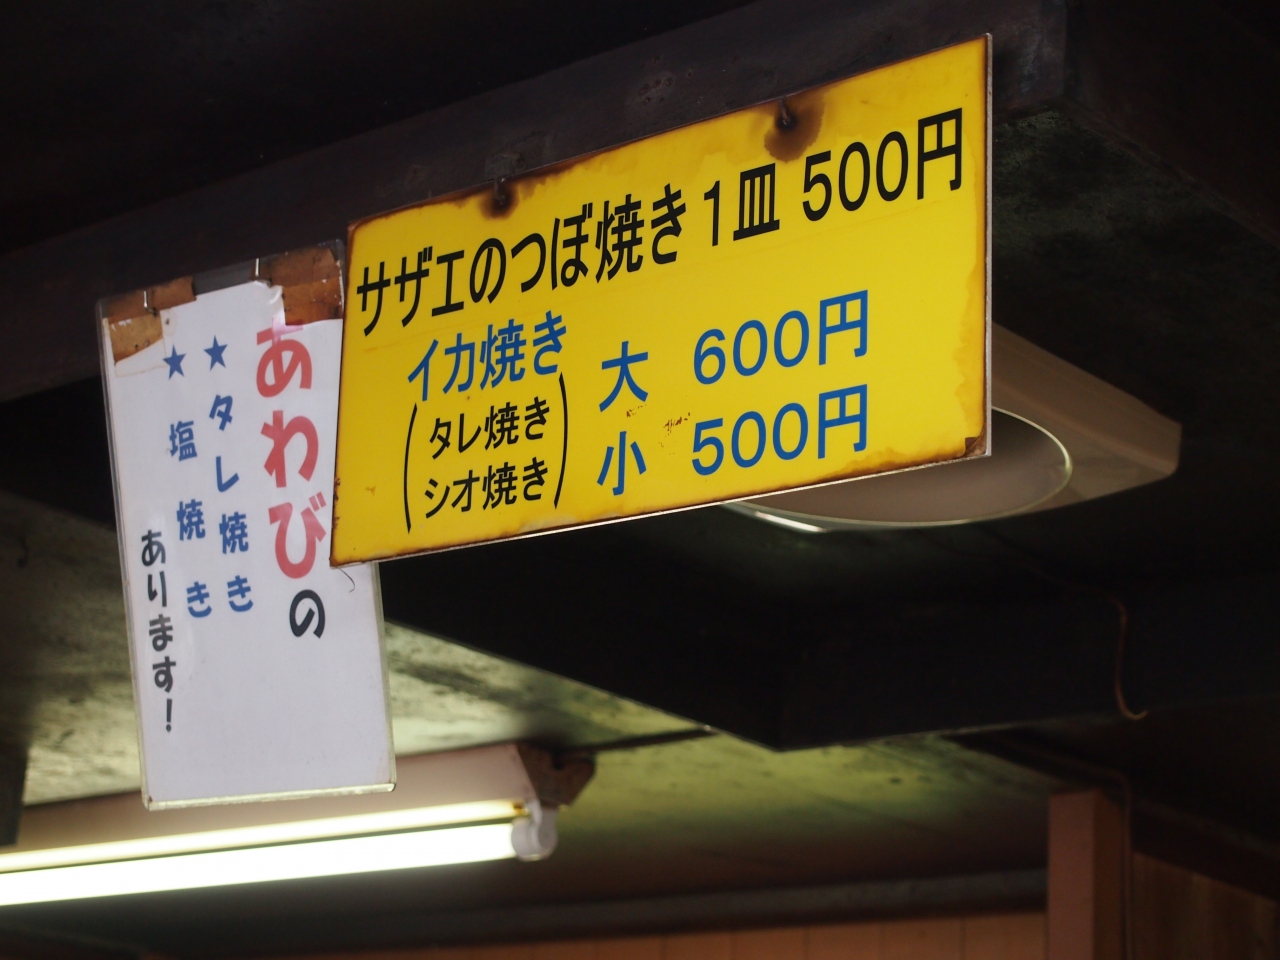 サザエのつぼ焼き1皿 500円
イカ焼き
(タレ焼き
シオ焼き)
大 600円
小 500円
あわびの
★タレ焼き
★塩焼き
あります!